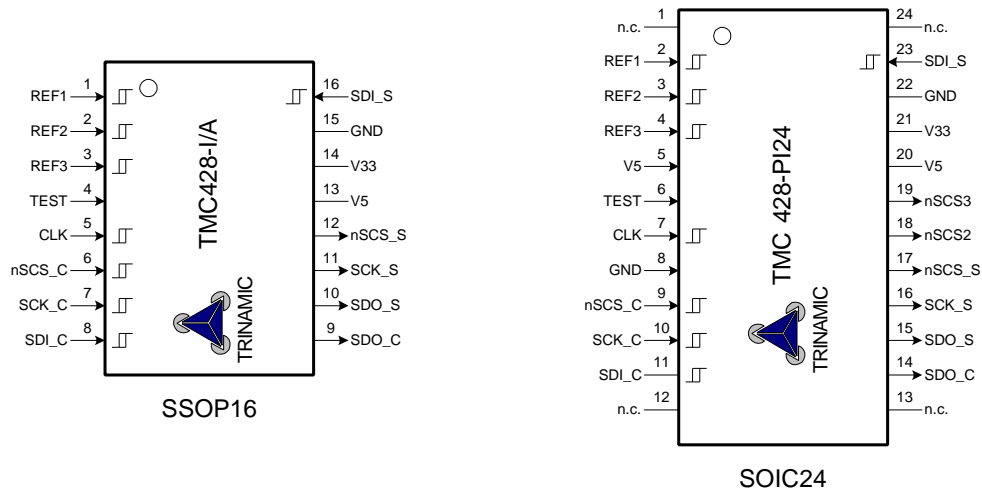 1 REF1
2 REF2
3 REF3
4 TEST
5 CLK
6 nSCS_C
7 SCK_C
8 SDI_C
16 SDI_S
15 GND
14 V33
13 V5
12 nSCS_S
11 SCK_S
10 SDO_S
9 SDO_C
TMC428-I/A
TRINAMIC
SSOP16
1 n.c.
2 REF1
3 REF2
4 REF3
5 V5
6 TEST
7 CLK
8 GND
9 nSCS_C
10 SCK_C
11 SDI_C
12 n.c.
24 n.c.
23 SDI_S
22 GND
21 V33
20 V5
19 nSCS3
18 nSCS2
17 nSCS_S
16 SCK_S
15 SDO_S
14 SDO_C
13 n.c.
TMC 428-PI24
TRINAMIC
SOIC24